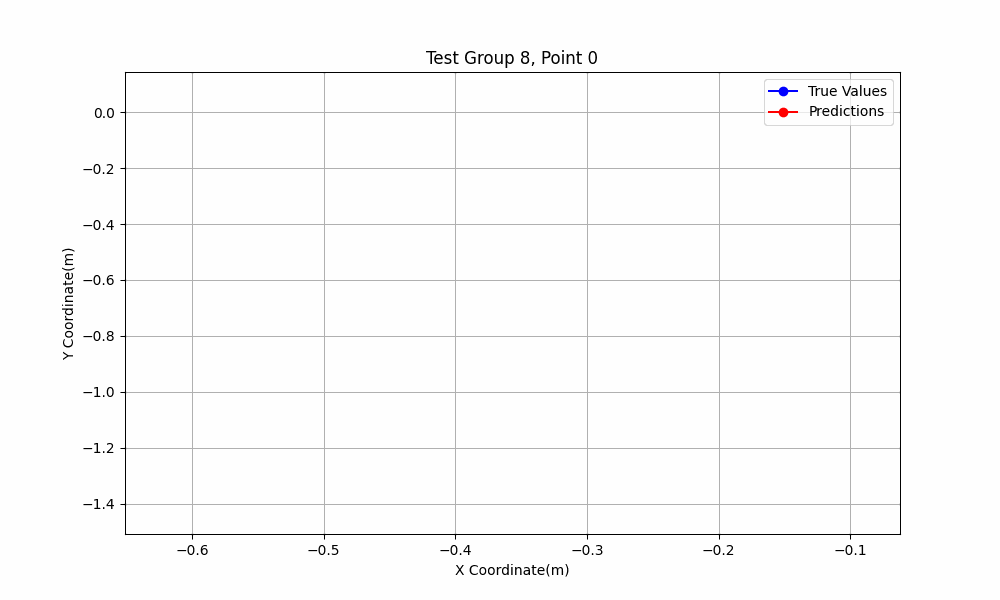 Test Group 8, Point 0
True Values
Predictions
0.0
−0.2
−0.4
−0.6
−0.8
−1.0
−1.2
−1.4
Y Coordinate(m)
−0.6 −0.5 −0.4 −0.3 −0.2 −0.1
X Coordinate(m)